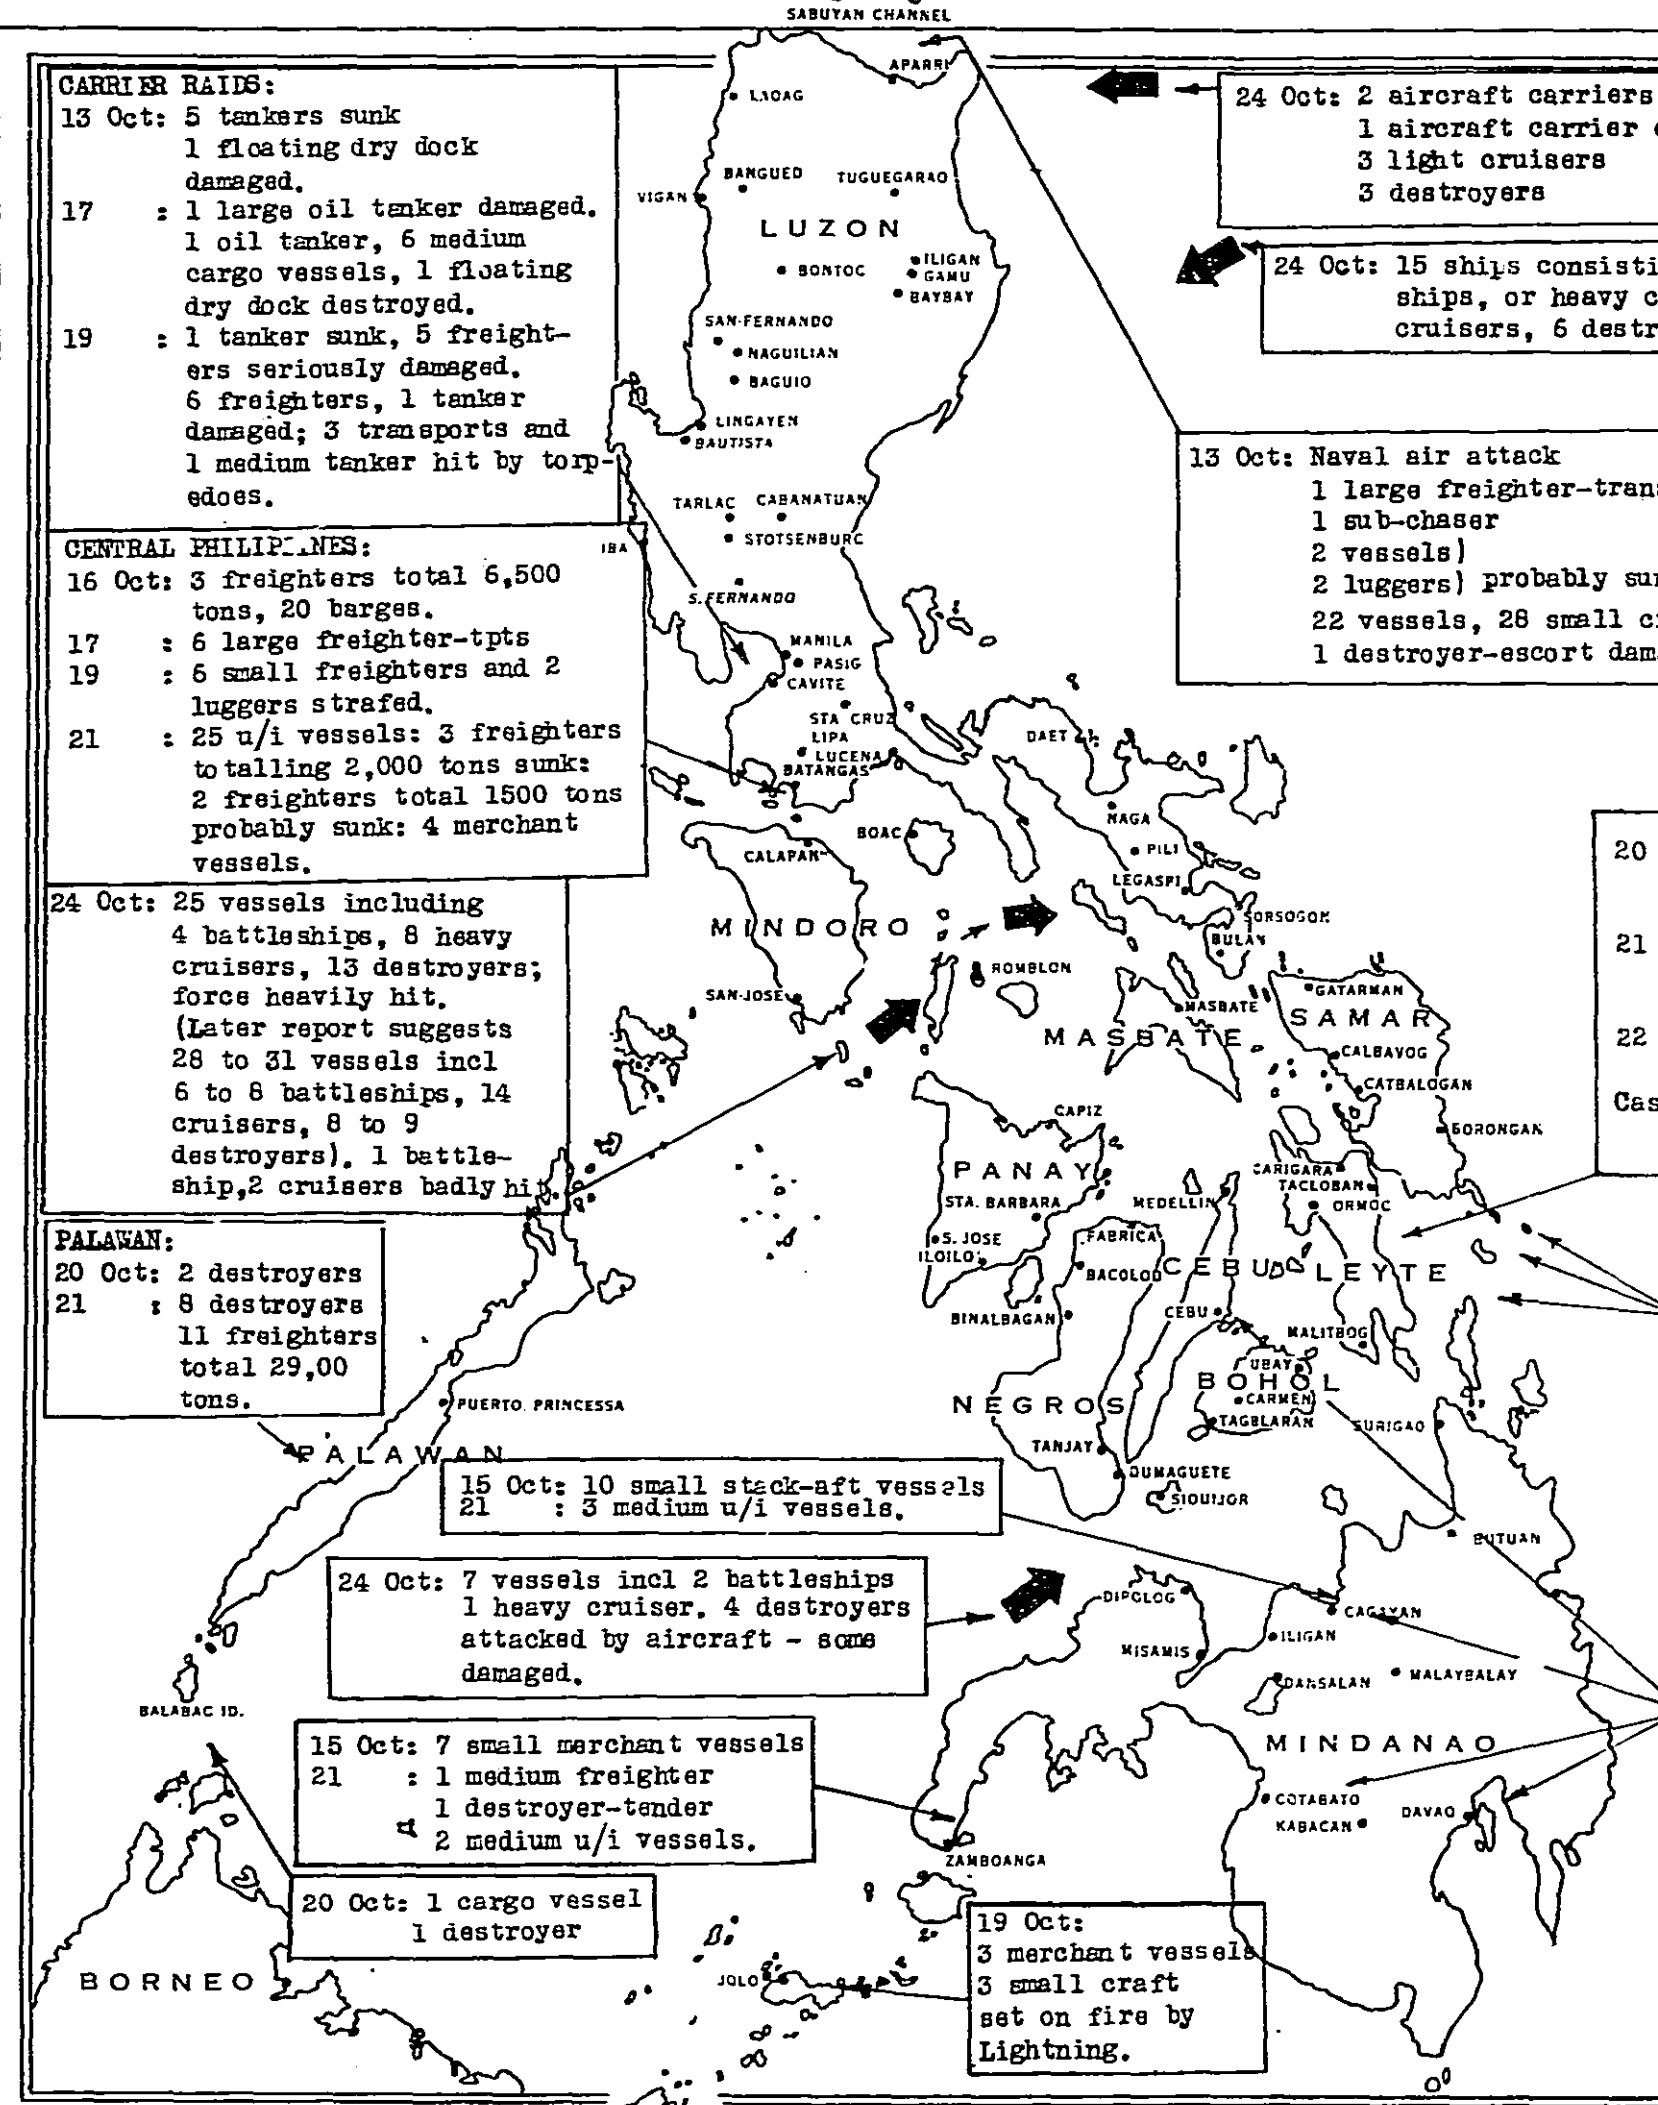 SABUYAN CHANNEL
CARRIER RAIDS:
13 Oct: 5 tankers sunk
1 floating dry dock
damaged.
17 : 1 large oil tanker damaged.
1 oil tanker, 6 medium
cargo vessels, 1 floating
dry dock destroyed.
19 : 1 tanker sunk, 5 freight-
ers seriously damaged.
6 freighters, 1 tanker
damaged; 3 transports and
1 medium tanker hit by torp-
edoes.
CENTRAL PHILIP
16 Oct: 3 freighters total 6,500
tons, 20 barges.
17 : 6 large freighter-tpts
19 : 6 small freighters and 2
luggers strafed.
21 : 25 u/i vessels: 3 freighters
totalling 2,000 tons sunk:
2 freighters total 1500 tons
probably sunk: 4 merchant
vessels.
24 Oct: 25 vessels including
4 battleships, 8 heavy
cruisers, 13 destroyers;
force heavily hit.
(Later report suggests
28 to 31 vessels incl
6 to 8 battleships, 14
cruisers, 8 to 9
destroyers). 1 battle-
ship,2 cruisers badly hit.
PALAWAN:
20 Oct: 2 destroyers
21 : 8 destroyers
11 freighters
total 29,00
tons.
24 Oct: 2 aircraft carriers
1 aircraft carrier
3 light cruisers
3 destroyers
24 Oct: 15 ships consisti
ships, or heavy c
cruisers, 6 destr
13 Oct: Naval air attack
1 large freighter-tran
1 sub-chaser
2 vessels)
2 luggers) probably su
22 vessels, 28 small c
1 destroyer-escort dam
20
21
22
Cas
APARRI
LAOAG
BANGUED
TUGUEGARAO
VIGAN
LUZON
BONTOC
ILIGAN
GAMU
BAYBAY
SAN-FERNANDO
NAGUILIAN
BAGUIO
LINGAYEN
BAUTISTA
TARLAC
CABANATUAN
STOTSENBURG
IBA
S. FERNANDO
MANILA
PASIG
CAVITE
STA CRUZ
LIPA
LUCENA
BATANGAS
DAET
NAGA
PILI
LEGASPI
SORSOGON
BULAN
BOAC
CALAPAN
MINDORO
ROMBLON
SAN-JOSE
MASBATE
MASBATE
GATARMAN
SAMAR
CALBAYOG
CATBALOGAN
BORONGAN
CAPIZ
PANAY
STA. BARBARA
S. JOSE
ILOILO
MEDELLIN
CARIGARA
TACLOBAN
ORMOC
FABRICA
BACOLOD
CEBU
LEYTE
BINALBAGAN
CEBU
MALITBOG
UBAY
BOHOL
CARMEN
TAGBLARAN
NEGROS
TANJAY
DUMAGUETE
SIQUIJOR
SURIGAO
BUTUAN
PUERTO. PRINCESSA
PALAWAN
15 Oct: 10 small stack-aft vessels
21 : 3 medium u/i vessels.
24 Oct: 7 vessels incl 2 battleships
1 heavy cruiser. 4 destroyers
attacked by aircraft - some
damaged.
DIPOLOG
MISAMIS
CAGAYAN
ILIGAN
DANSALAN
MALAYBALAY
MINDANAO
COTABATO
KABACAN
DAVAO
BALABAC ID.
15 Oct: 7 small merchant vessels
21 : 1 medium freighter
1 destroyer-tender
2 medium u/i vessels.
ZAMBOANGA
20 Oct: 1 cargo vessel
1 destroyer
BORNEO
JOLO
19 Oct:
3 merchant vessels
3 small craft
set on fire by
Lightning.